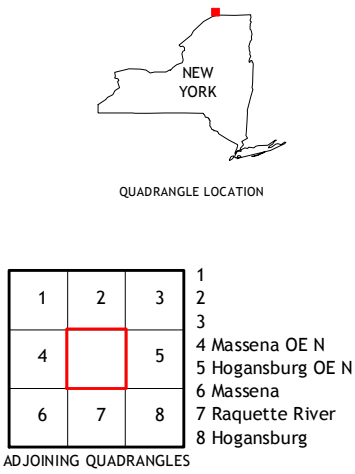 NEW
YORK
QUADRANGLE LOCATION
1 2 3
4 5
6 7 8
1
2
3
4 Massena OE N
5 Hogansburg OE N
6 Massena
7 Raquette River
8 Hogansburg
ADJOINING QUADRANGLES